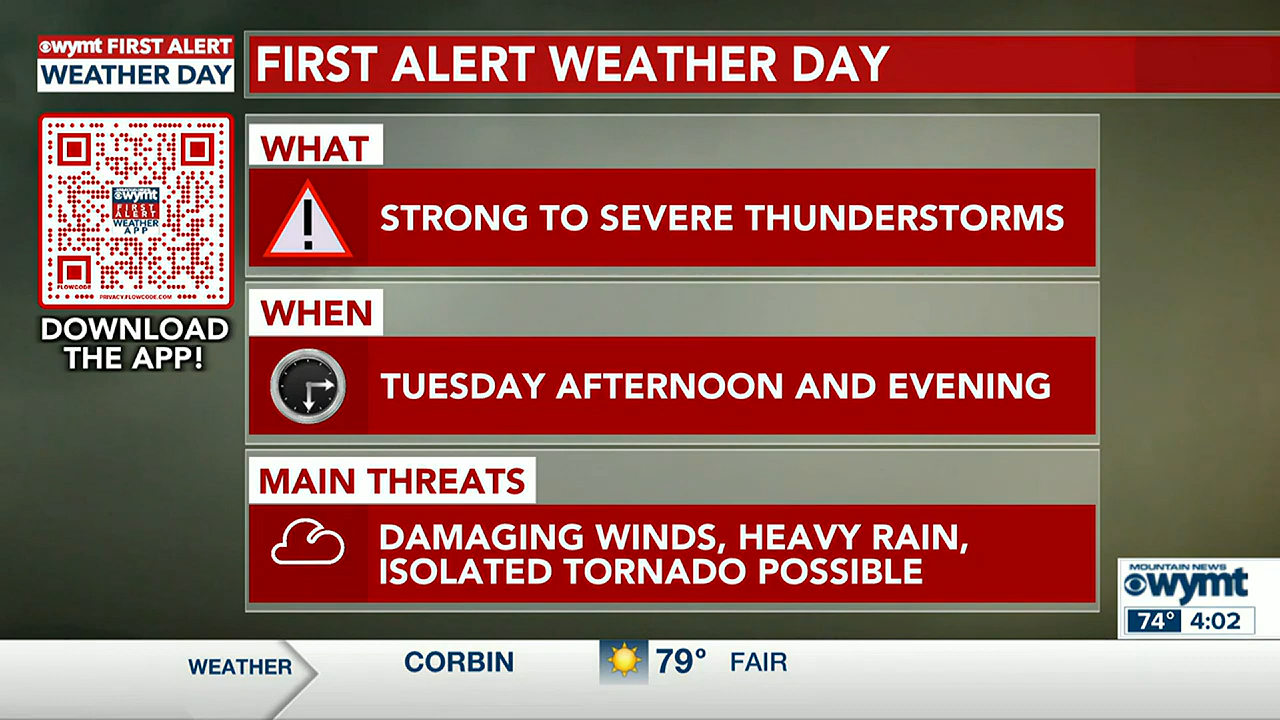 wymt FIRST ALERT
WEATHER DAY
FIRST ALERT WEATHER DAY
wymt
FIRST
ALERT
WEATHER
APP
FLOWCODE
PRIVACY.FLOWCODE.COM
DOWNLOAD
THE APP!
WHAT
!
STRONG TO SEVERE THUNDERSTORMS
WHEN
TUESDAY AFTERNOON AND EVENING
MAIN THREATS
DAMAGING WINDS, HEAVY RAIN,
ISOLATED TORNADO POSSIBLE
MOUNTAIN NEWS
wymt
74° 4:02
WEATHER CORBIN 79° FAIR